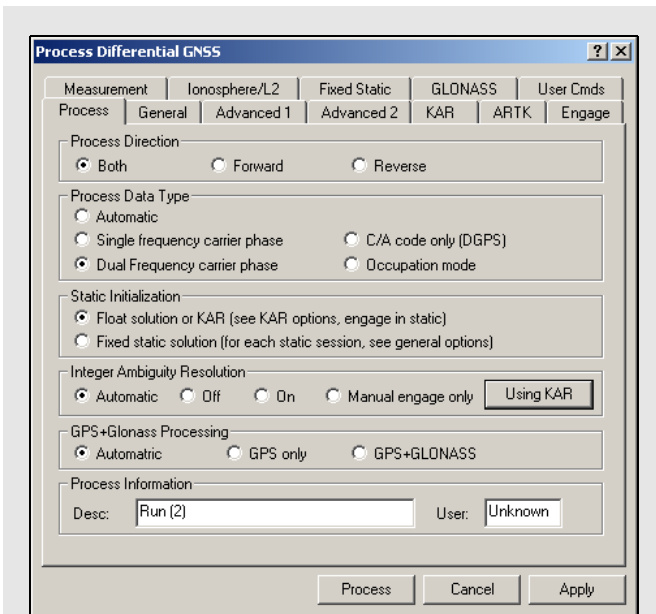 Process Differential GNSS
Measurement Ionosphere/L2 Fixed Static GLONASS User Cmds
Process General Advanced 1 Advanced 2 KAR ARTK Engage
Process Direction
Both Forward Reverse
Process Data Type
Automatic
Single frequency carrier phase C/A code only (DGPS)
Dual Frequency carrier phase Occupation mode
Static Initialization
Float solution or KAR (see KAR options, engage in static)
Fixed static solution (for each static session, see general options)
Integer Ambiguity Resolution
Automatic Off On Manual engage only Using KAR
GPS+Glonass Processing
Automatric GPS only GPS+GLONASS
Process Information
Desc: Run (2) User: Unknown
Process Cancel Apply